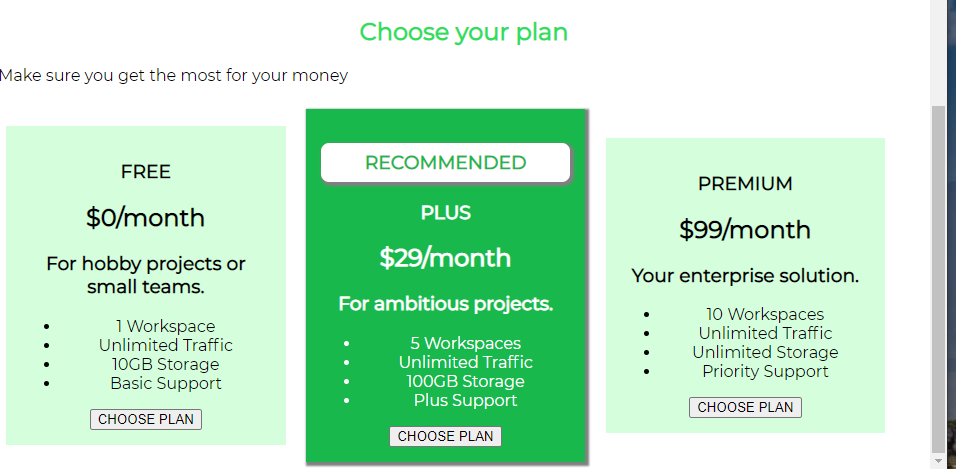 Choose your plan
Make sure you get the most for your money
FREE
$0/month
For hobby projects or
small teams.
1 Workspace
Unlimited Traffic
10GB Storage
Basic Support
CHOOSE PLAN
RECOMMENDED
PLUS
$29/month
For ambitious projects.
5 Workspaces
Unlimited Traffic
100GB Storage
Plus Support
CHOOSE PLAN
PREMIUM
$99/month
Your enterprise solution.
10 Workspaces
Unlimited Traffic
Unlimited Storage
Priority Support
CHOOSE PLAN